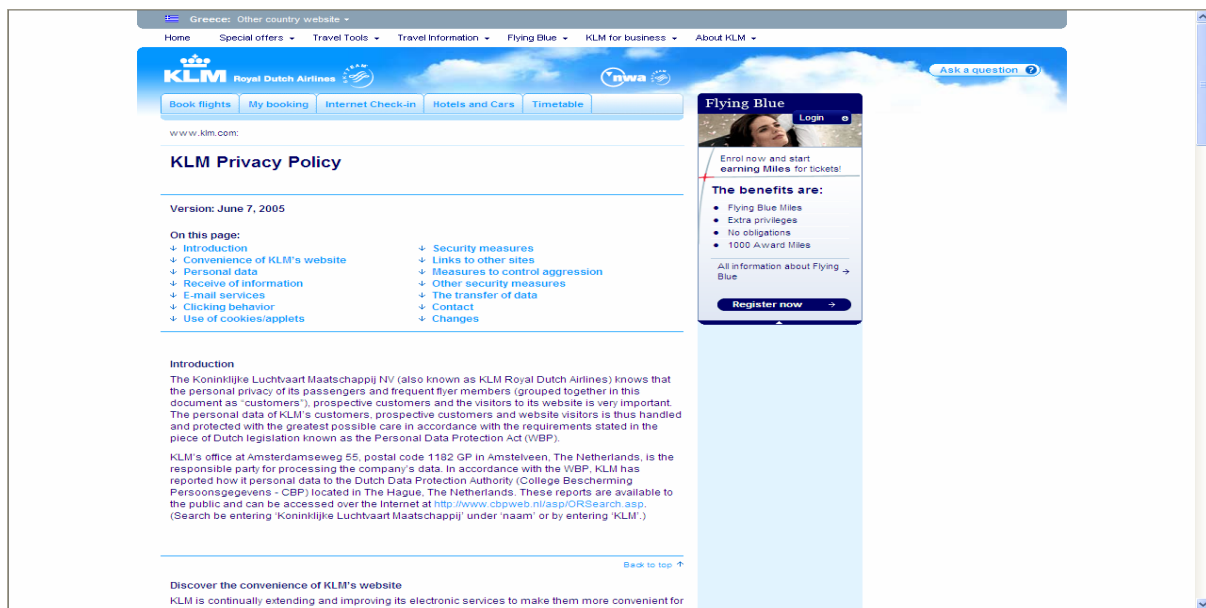 Greece: Other country website
Home Special offers Travel Tools Travel Information Flying Blue KLM for business About KLM
KLM Royal Dutch Airlines SKYTEAM
nwa
Ask a question ?
Book flights My booking Internet Check-in Hotels and Cars Timetable
www.klm.com:
KLM Privacy Policy
Version: June 7, 2005
On this page:
↓ Introduction
↓ Convenience of KLM's website
↓ Personal data
↓ Receive of information
↓ E-mail services
↓ Clicking behavior
↓ Use of cookies/applets
↓ Security measures
↓ Links to other sites
↓ Measures to control aggression
↓ Other security measures
↓ The transfer of data
↓ Contact
↓ Changes
Introduction
The Koninklijke Luchtvaart Maatschappij NV (also known as KLM Royal Dutch Airlines) knows that
the personal privacy of its passengers and frequent flyer members (grouped together in this
document as "customers"), prospective customers and the visitors to its website is very important.
The personal data of KLM's customers, prospective customers and website visitors is thus handled
and protected with the greatest possible care in accordance with the requirements stated in the
piece of Dutch legislation known as the Personal Data Protection Act (WBP).
KLM's office at Amsterdamseweg 55, postal code 1182 GP in Amstelveen, The Netherlands, is the
responsible party for processing the company's data. In accordance with the WBP, KLM has
reported how it personal data to the Dutch Data Protection Authority (College Bescherming
Persoonsgegevens - CBP) located in The Hague, The Netherlands. These reports are available to
the public and can be accessed over the Internet at http://www.cbpweb.nl/asp/ORSearch.asp.
(Search be entering 'Koninklijke Luchtvaart Maatschappij' under 'naam' or by entering 'KLM'.)
Back to top ↑
Discover the convenience of KLM's website
KLM is continually extending and improving its electronic services to make them more convenient for
Flying Blue
Login
Enrol now and start
earning Miles for tickets!
The benefits are:
• Flying Blue Miles
• Extra privileges
• No obligations
• 1000 Award Miles
All information about Flying
Blue →
Register now →